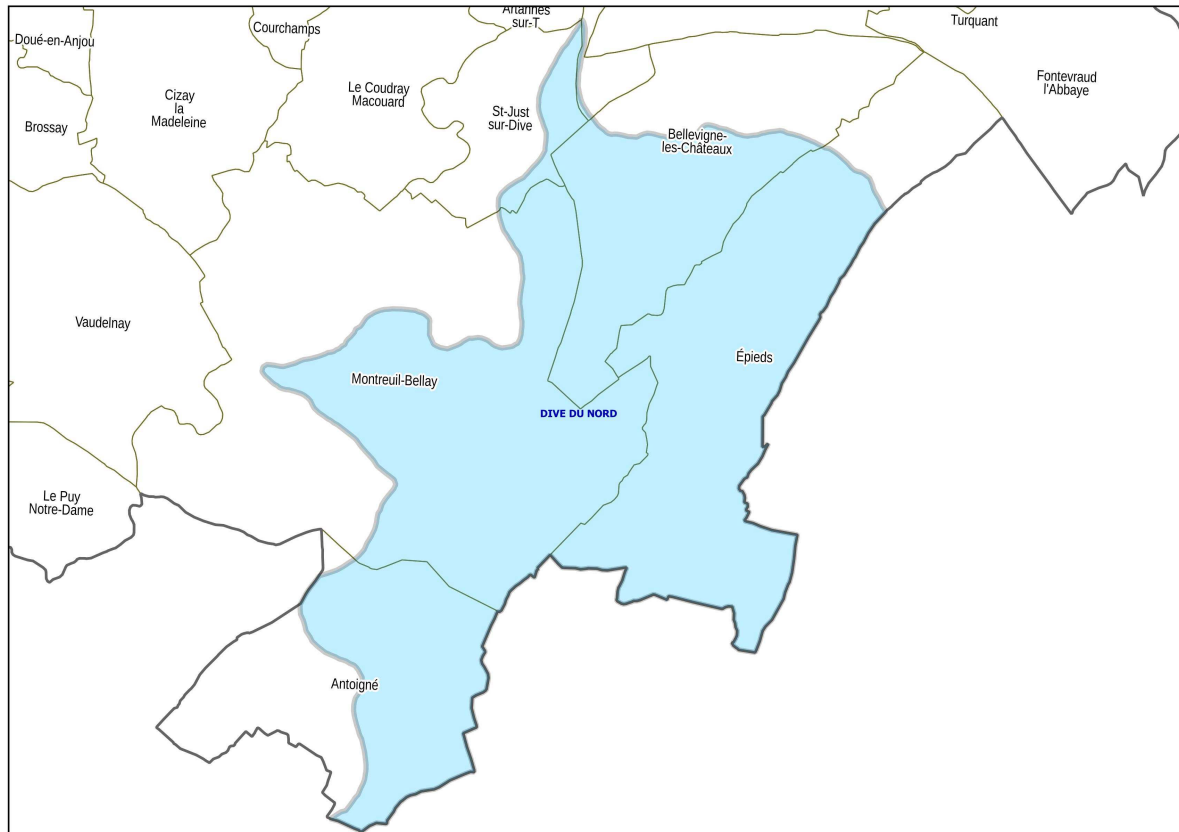 Artannes
sur-T
Turquant
Courchamps
Doué-en-Anjou
Fontevraud
l'Abbaye
Le Coudray
Macouard
Cizay
la
Madeleine
St-Just
sur-Dive
Brossay
Bellevigne-
les-Châteaux
Vaudelnay
Épieds
Montreuil-Bellay
DIVE DU NORD
Le Puy
Notre-Dame
Antoigné